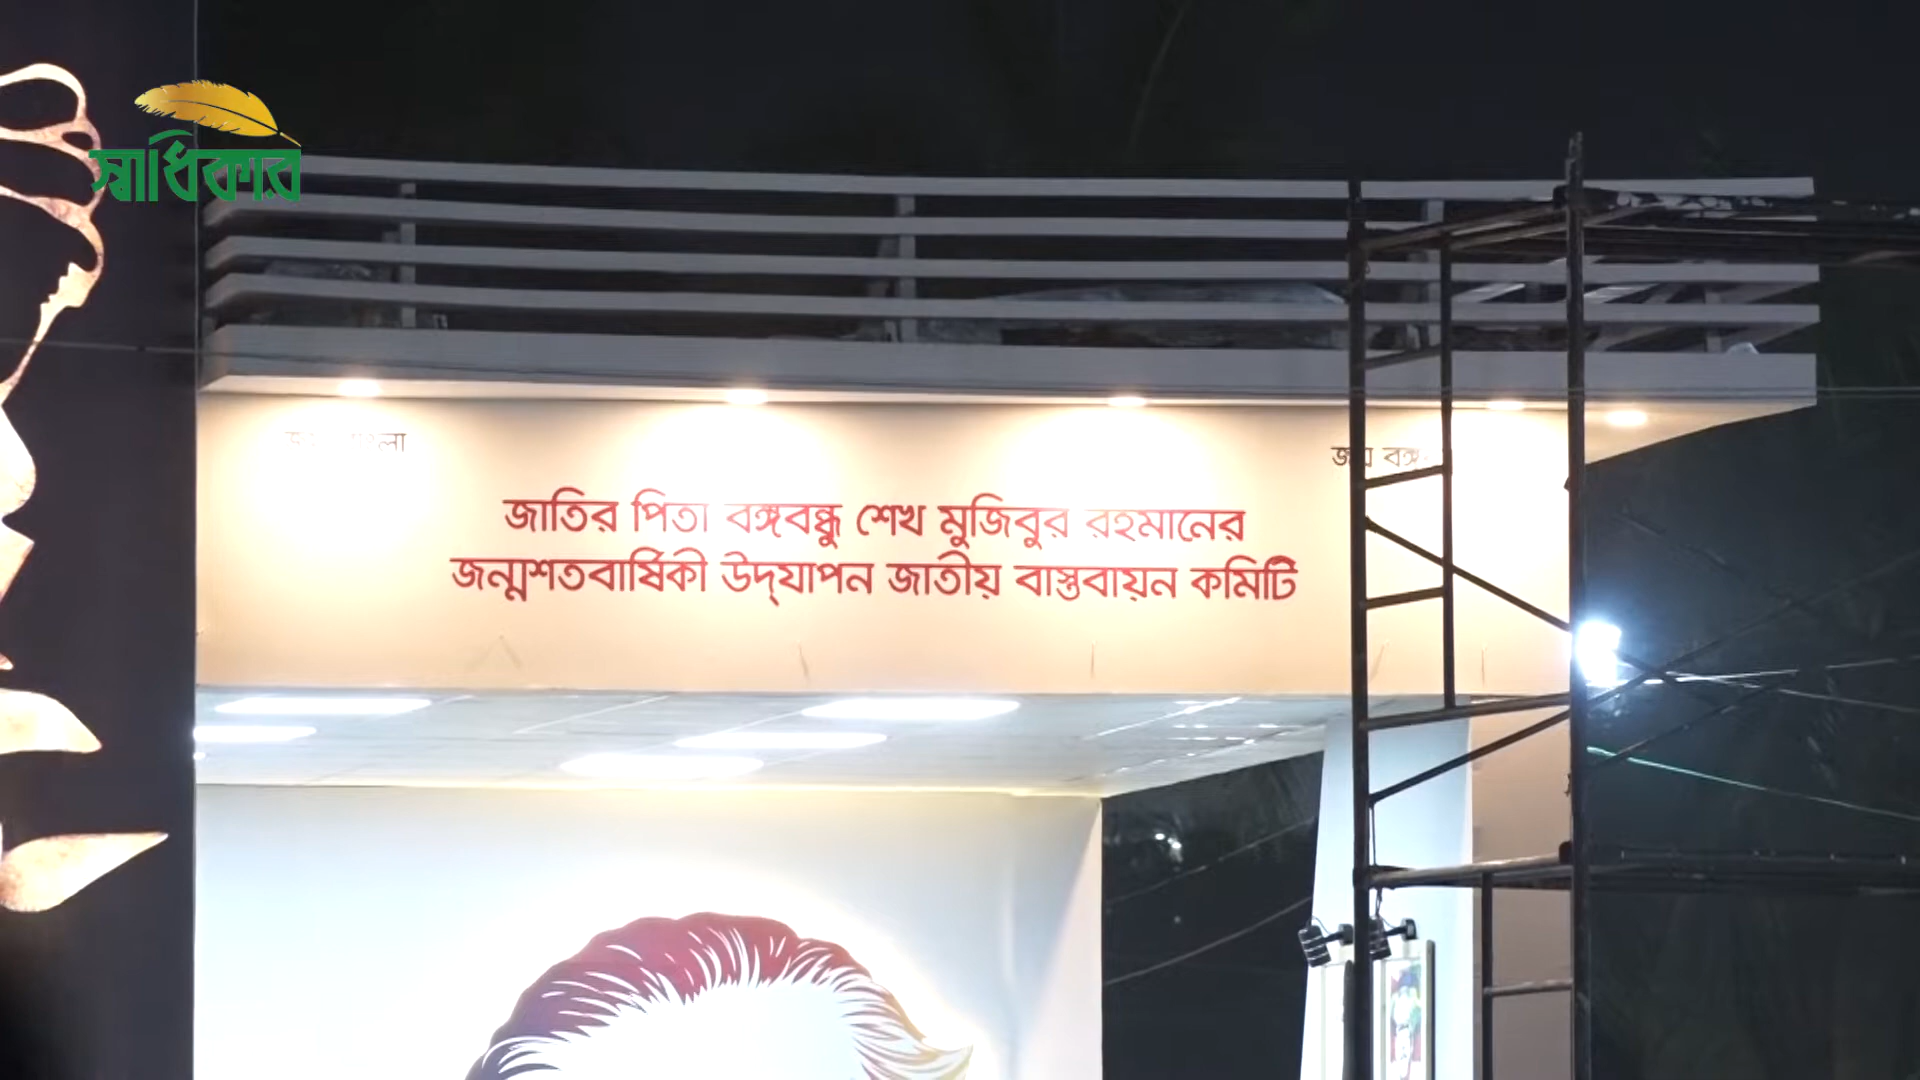 স্বাধিকার
জাতির পিতা বঙ্গবন্ধু শেখ মুজিবুর রহমানের
জন্মশতবার্ষিকী উদ্‌যাপন জাতীয় বাস্তবায়ন কমিটি